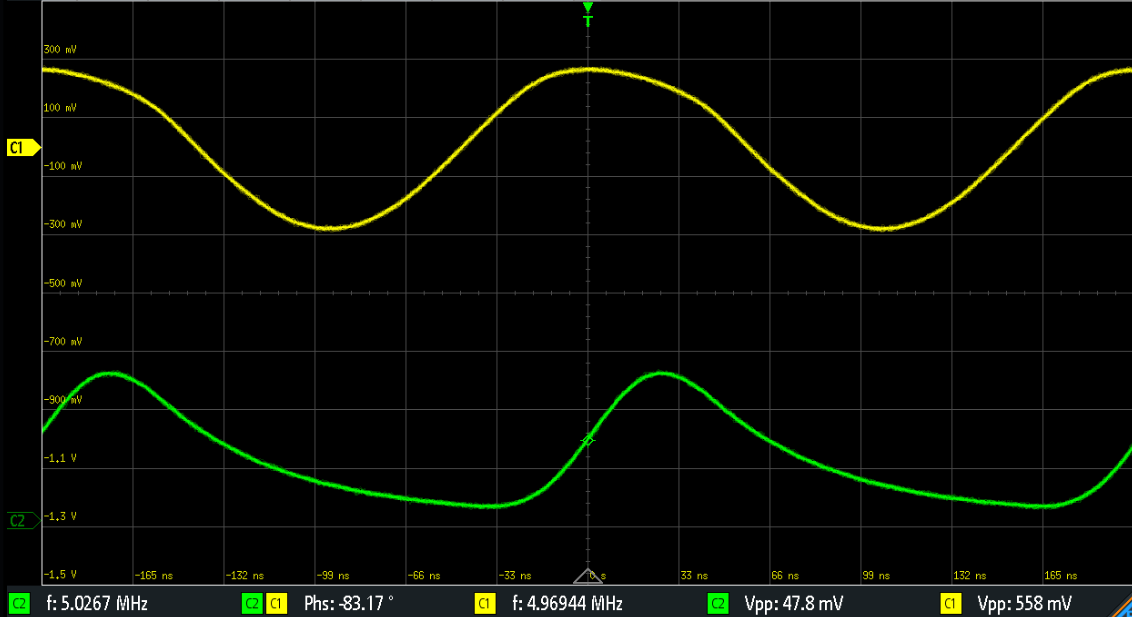 T
300 mV
100 mV
C1
-100 mV
-300 mV
-500 mV
-700 mV
-900 mV
-1.1 V
C2
-1.3 V
-1.5 V
-165 ns
-132 ns
-99 ns
-66 ns
-33 ns
0 s
33 ns
66 ns
99 ns
132 ns
165 ns
C2 f: 5.0267 MHz
C2 C1 Phs: -83.17 °
C1 f: 4.96944 MHz
C2 Vpp: 47.8 mV
C1 Vpp: 558 mV